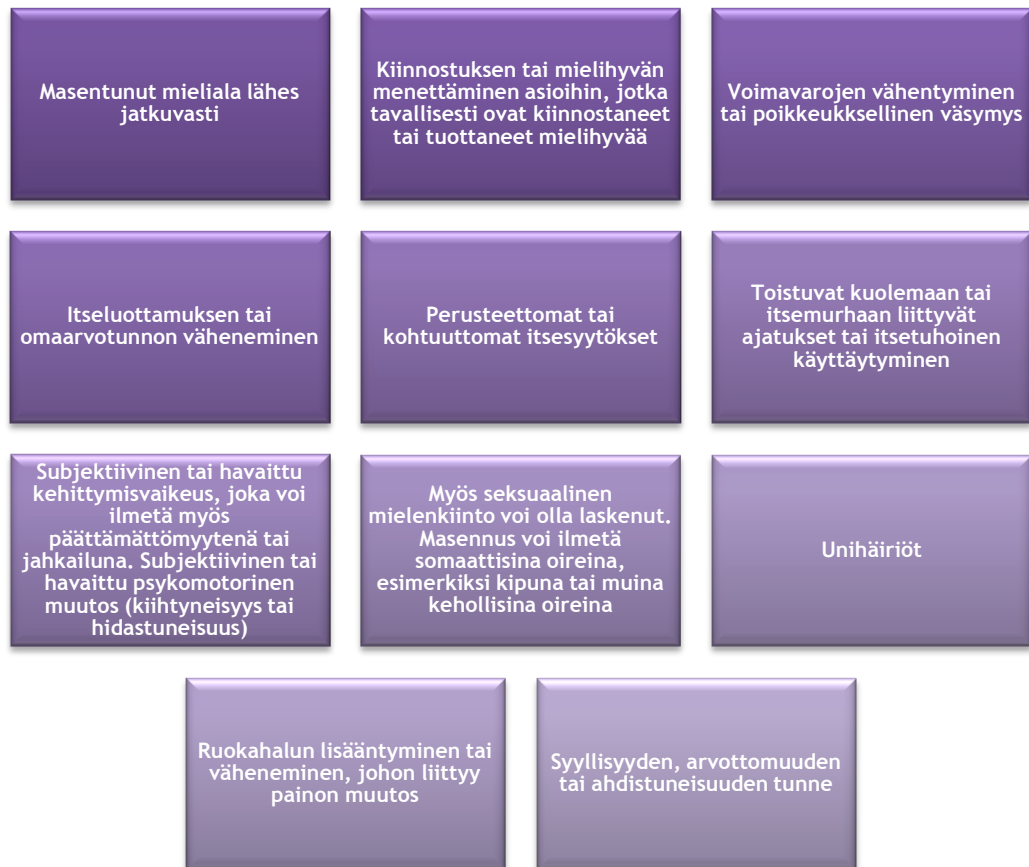 Masentunut mieliala lähes
jatkuvasti
Kiinnostuksen tai mielihyvän
menettäminen asioihin, jotka
tavallisesti ovat kiinnostaneet
tai tuottaneet mielihyvää
Voimavarojen vähentyminen
tai poikkeukksellinen väsymys
Itseluottamuksen tai
omaarvotunnon väheneminen
Perusteettomat tai
kohtuuttomat itsesyytökset
Toistuvat kuolemaan tai
itsemurhaan liittyvät
ajatukset tai itsetuhoinen
käyttäytyminen
Subjektiivinen tai havaittu
kehittymisvaikeus, joka voi
ilmetä myös
päättämättömyytenä tai
jahkailuna. Subjektiivinen tai
havaittu psykomotorinen
muutos (kiihtyneisyys tai
hidastuneisuus)
Myös seksuaalinen
mielenkiinto voi olla laskenut.
Masennus voi ilmetä
somaattisina oireina,
esimerkiksi kipuna tai muina
kehollisina oireina
Unihäiriöt
Ruokahalun lisääntyminen tai
väheneminen, johon liittyy
painon muutos
Syyllisyyden, arvottomuuden
tai ahdistuneisuuden tunne